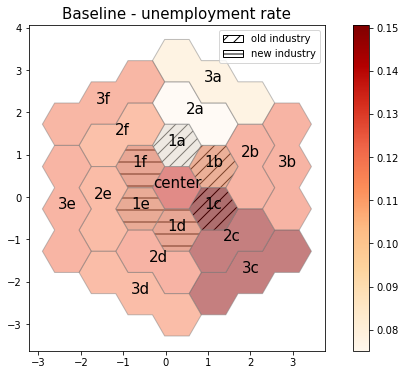 Baseline - unemployment rate
old industry
new industry
3a
3f
2a
2f
1a
2b
1f
1b
3b
center
2e
3e
1e
1c
1d
2c
2d
3c
3d
4
3
2
1
0
−1
−2
−3
−3
−2
−1
0
1
2
3
0.15
0.14
0.13
0.12
0.11
0.10
0.09
0.08